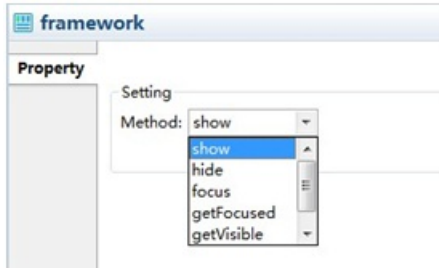 framework
Property
Setting
Method: show
show
hide
focus
getFocused
getVisible